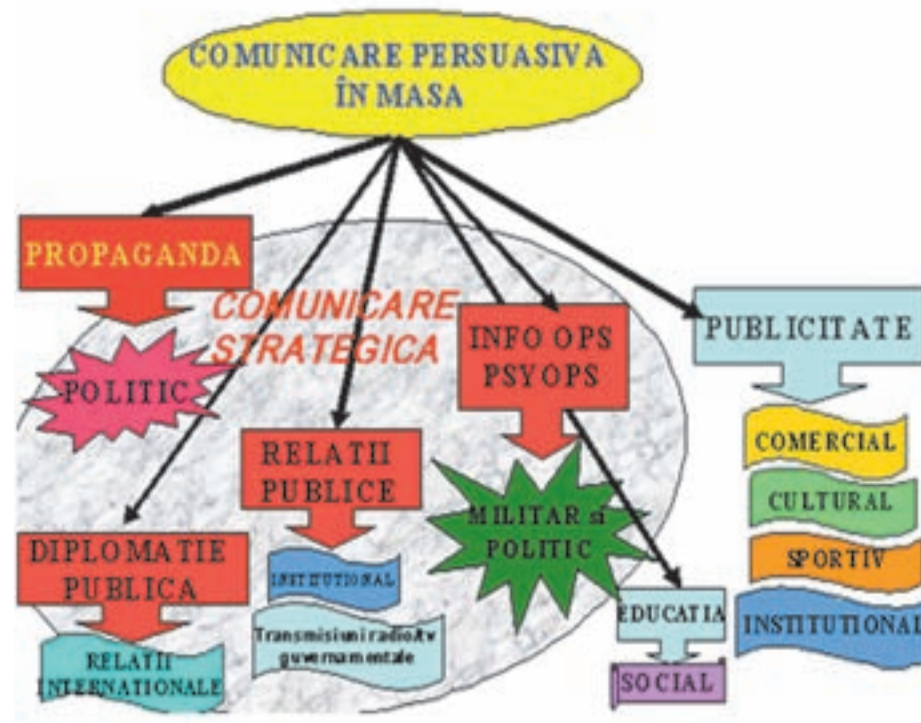 COMUNICARE PERSUASIVA
ÎN MASA
PROPAGANDA
POLITIC
COMUNICARE
STRATEGICA
INFO OPS
PSYOPS
MILITAR si
POLITIC
PUBLICITATE
COMERCIAL
CULTURAL
SPORTIV
INSTITUTIONAL
RELATII
PUBLICE
INSTITUTIONAL
Transmisiuni radio/tv
guvernamentale
DIPLOMATIE
PUBLICA
RELATII
INTERNATIONALE
EDUCATIA
SOCIAL